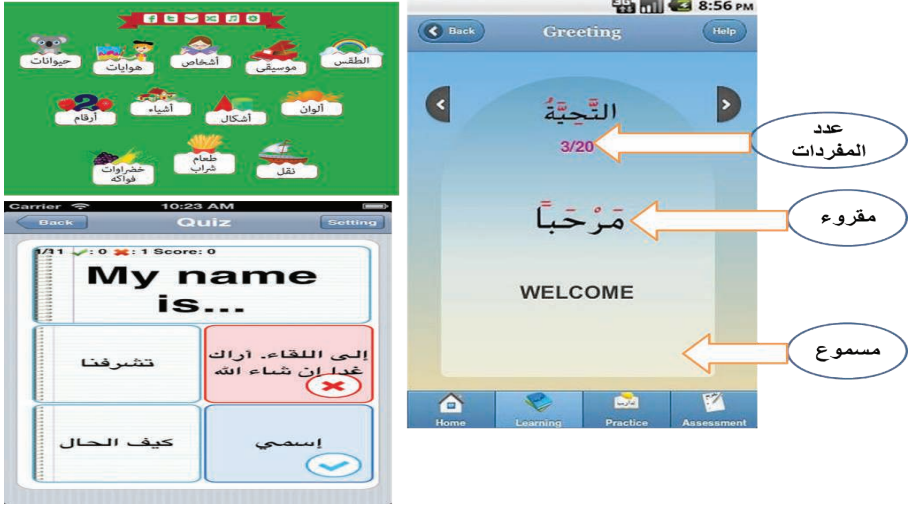 الطقس
موسيقى
أشخاص
هوايات
حيوانات
ألوان
أشكال
أشياء
2
أرقام
نقل
طعام
شراب
خضراوات
فواكه
Carrier 10:23 AM
Back Quiz Setting
1/11 : 0 : 1 Score: 0
My name
is...
تشرفنا
إلى اللقاء. أراك
غدا إن شاء الله
كيف الحال
إسمي
3G 8:56 PM
Back Greeting Help
التَّحِيَّةُ
3/20
مَرْحَباً
WELCOME
Home Learning Practice Assessment
عدد
المفردات
مقروء
مسموع